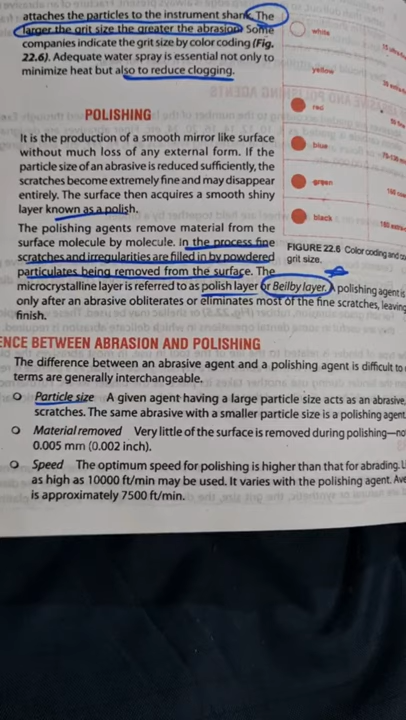 attaches the particles to the instrument shank. The
larger the grit size the greater the abrasion. Some
companies indicate the grit size by color coding (Fig.
22.6). Adequate water spray is essential not only to
minimize heat but also to reduce clogging.
POLISHING
It is the production of a smooth mirror like surface
without much loss of any external form. If the
particle size of an abrasive is reduced sufficiently, the
scratches become extremely fine and may disappear
entirely. The surface then acquires a smooth shiny
layer known as a polish.
The polishing agents remove material from the
surface molecule by molecule. In the process fine
scratches and irregularities are filled in by powdered
particulates being removed from the surface. The
microcrystalline layer is referred to as polish layer or Beilby layer. A polishing agent is
only after an abrasive obliterates or eliminates most of the fine scratches, leaving
finish.
white
yellow
red
blue
green
black
FIGURE 22.6 Color coding and
grit size.
ENCE BETWEEN ABRASION AND POLISHING
The difference between an abrasive agent and a polishing agent is difficult to
terms are generally interchangeable.
Particle size A given agent having a large particle size acts as an abrasive,
scratches. The same abrasive with a smaller particle size is a polishing agent
Material removed Very little of the surface is removed during polishing—no
0.005 mm (0.002 inch).
Speed The optimum speed for polishing is higher than that for abrading. L
as high as 10000 ft/min may be used. It varies with the polishing agent. Ave
is approximately 7500 ft/min.